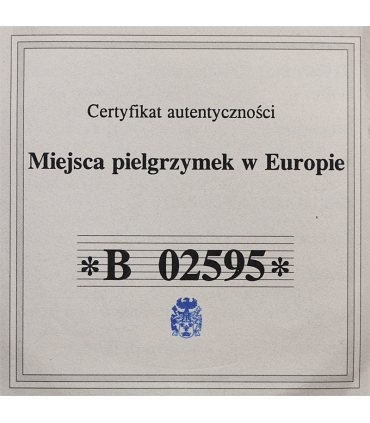 Certyfikat autentyczności
Miejsca pielgrzymek w Europie
*B 02595*